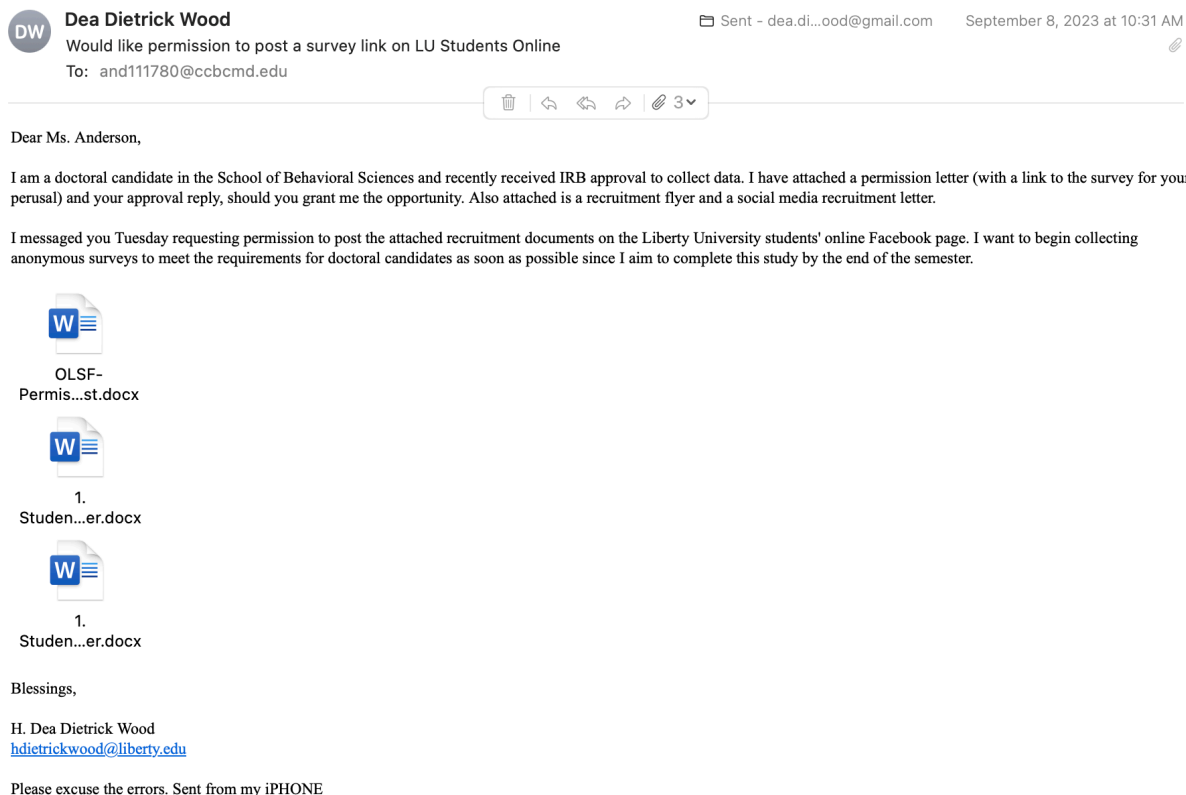 DW
Dea Dietrick Wood
Sent - dea.di...ood@gmail.com
September 8, 2023 at 10:31 AM
Would like permission to post a survey link on LU Students Online
To: and111780@ccbcmd.edu
3
Dear Ms. Anderson,
I am a doctoral candidate in the School of Behavioral Sciences and recently received IRB approval to collect data. I have attached a permission letter (with a link to the survey for your
perusal) and your approval reply, should you grant me the opportunity. Also attached is a recruitment flyer and a social media recruitment letter.
I messaged you Tuesday requesting permission to post the attached recruitment documents on the Liberty University students' online Facebook page. I want to begin collecting
anonymous surveys to meet the requirements for doctoral candidates as soon as possible since I aim to complete this study by the end of the semester.
W
OLSF-
Permis...st.docx
W
1.
Studen...er.docx
W
1.
Studen...er.docx
Blessings,
H. Dea Dietrick Wood
hdietrickwood@liberty.edu
Please excuse the errors. Sent from my iPHONE